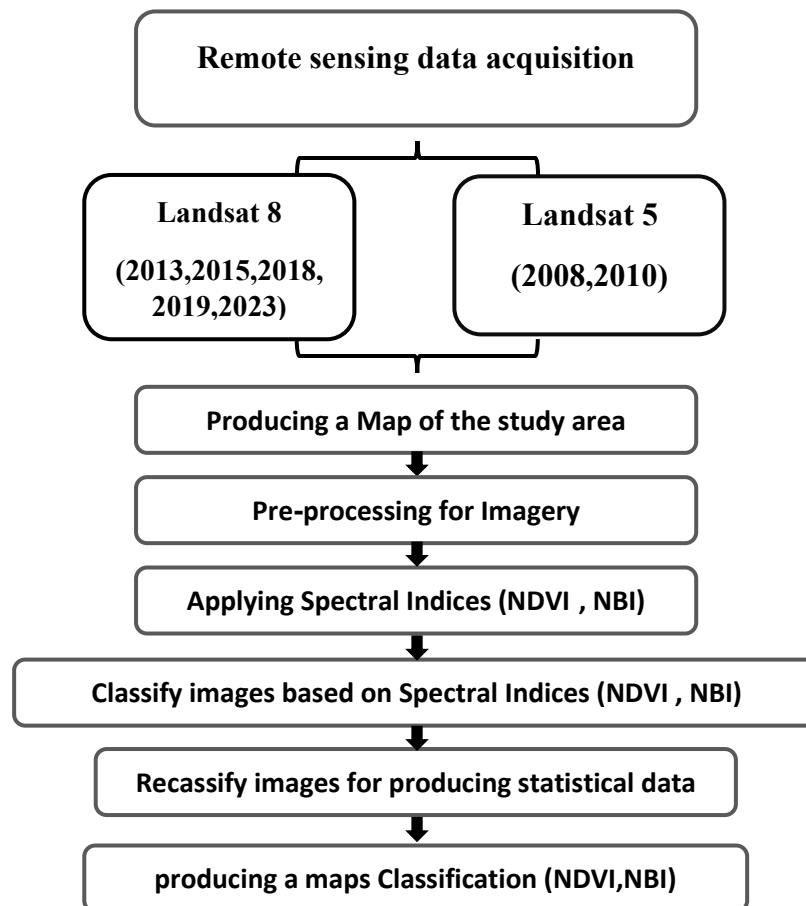 Remote sensing data acquisition
Landsat 8
(2013,2015,2018,
2019,2023)
Landsat 5
(2008,2010)
Producing a Map of the study area
Pre-processing for Imagery
Applying Spectral Indices (NDVI , NBI)
Classify images based on Spectral Indices (NDVI , NBI)
Recassify images for producing statistical data
producing a maps Classification (NDVI,NBI)